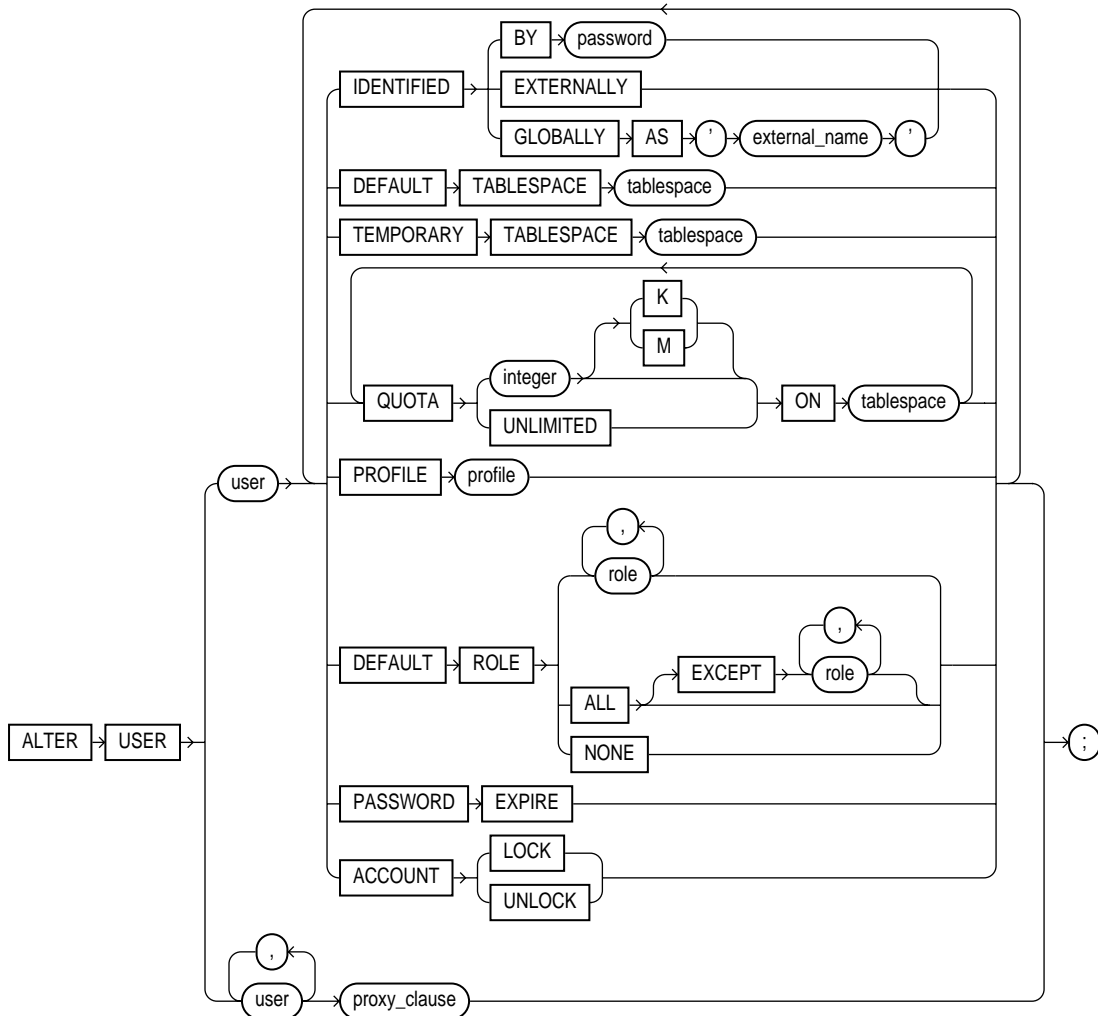 BY password
IDENTIFIED EXTERNALLY
GLOBALLY AS ' external_name '
DEFAULT TABLESPACE tablespace
TEMPORARY TABLESPACE tablespace
K
M
integer
QUOTA ON tablespace
UNLIMITED
user PROFILE profile
,
role
,
DEFAULT ROLE EXCEPT role
ALL
ALTER USER NONE ;
PASSWORD EXPIRE
LOCK
ACCOUNT
UNLOCK
,
user proxy_clause